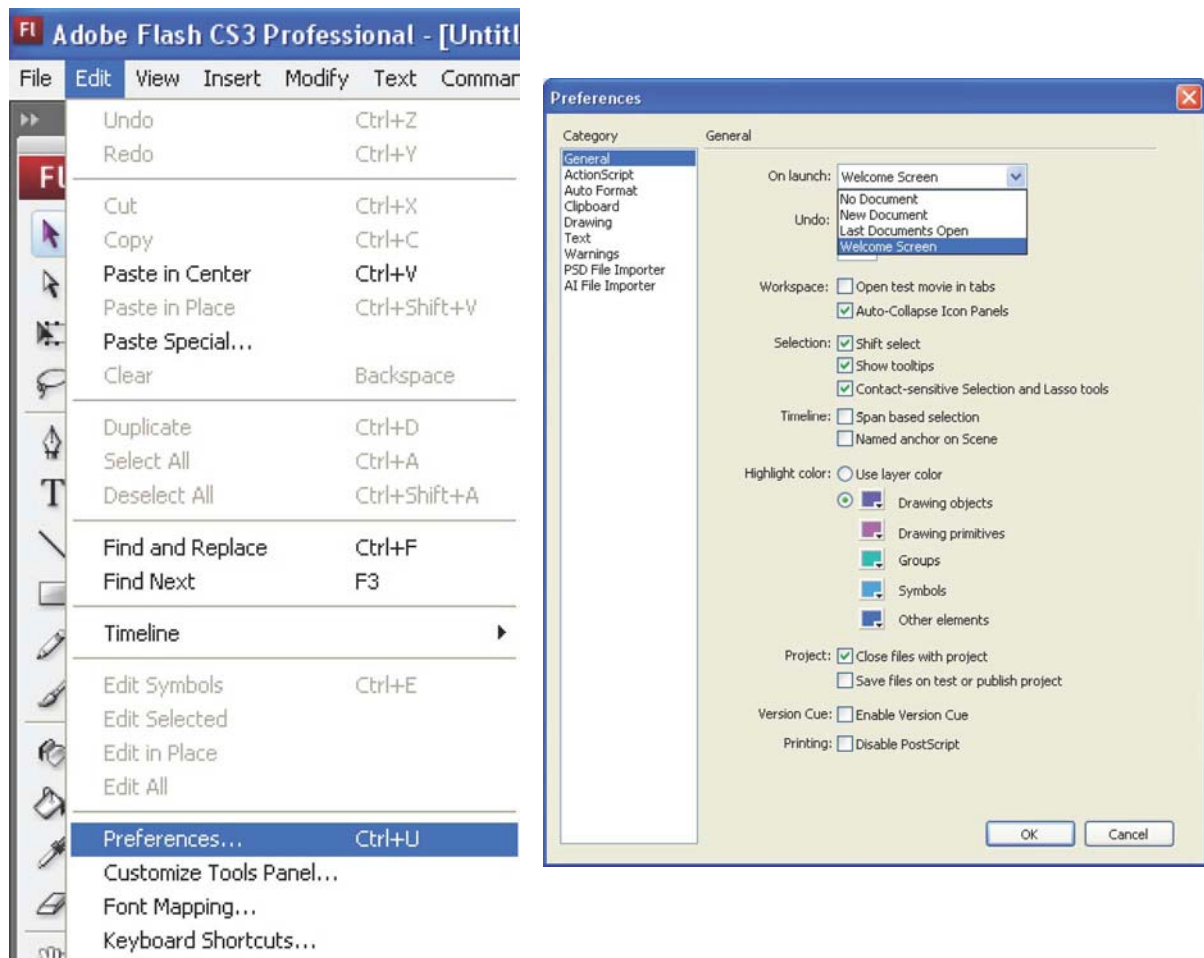 Fl Adobe Flash CS3 Professional - [Untitl
File Edit View Insert Modify Text Comman
Fl
T
Undo Ctrl+Z
Redo Ctrl+Y
Cut Ctrl+X
Copy Ctrl+C
Paste in Center Ctrl+V
Paste in Place Ctrl+Shift+V
Paste Special...
Clear Backspace
Duplicate Ctrl+D
Select All Ctrl+A
Deselect All Ctrl+Shift+A
Find and Replace Ctrl+F
Find Next F3
Timeline
Edit Symbols Ctrl+E
Edit Selected
Edit in Place
Edit All
Preferences... Ctrl+U
Customize Tools Panel...
Font Mapping...
Keyboard Shortcuts...
Preferences
Category
General
ActionScript
Auto Format
Clipboard
Drawing
Text
Warnings
PSD File Importer
AI File Importer
General
On launch: Welcome Screen
No Document
Undo: New Document
Last Documents Open
Welcome Screen
Workspace: Open test movie in tabs
Auto-Collapse Icon Panels
Selection: Shift select
Show tooltips
Contact-sensitive Selection and Lasso tools
Timeline: Span based selection
Named anchor on Scene
Highlight color: Use layer color
Drawing objects
Drawing primitives
Groups
Symbols
Other elements
Project: Close files with project
Save files on test or publish project
Version Cue: Enable Version Cue
Printing: Disable PostScript
OK Cancel